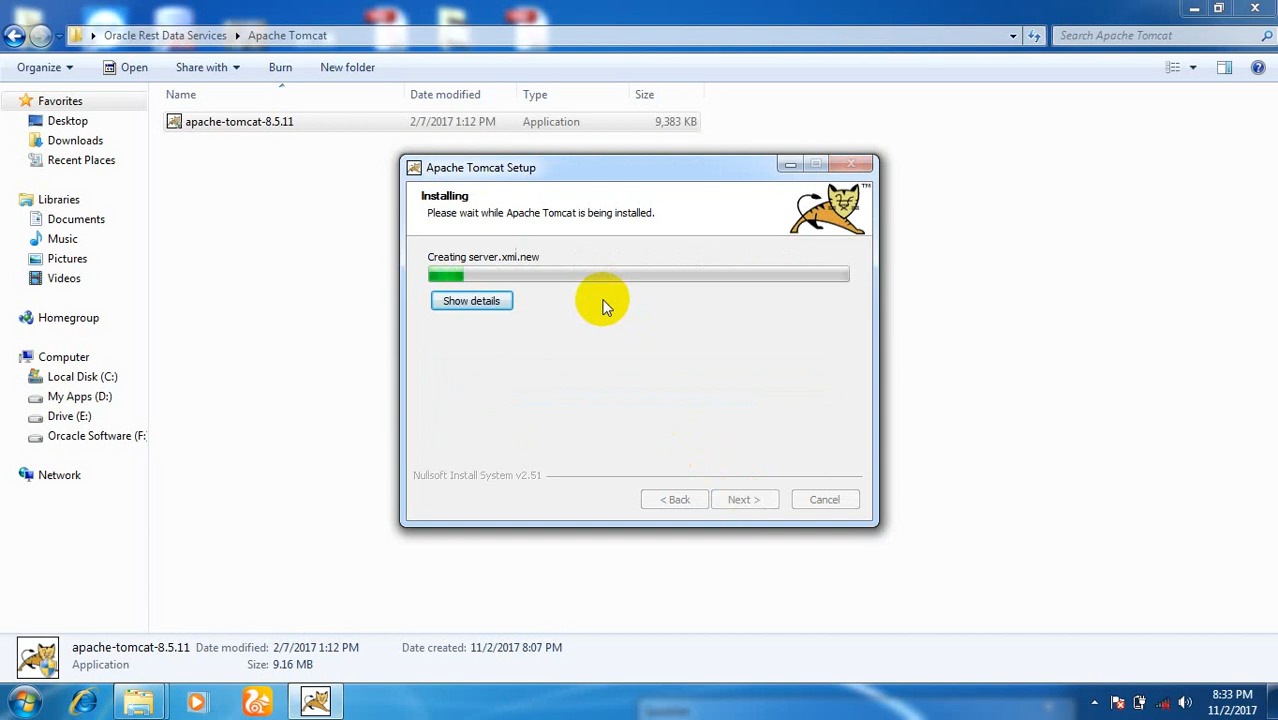 Oracle Rest Data Services Apache Tomcat
Search Apache Tomcat
Organize Open Share with Burn New folder
Name Date modified Type Size
apache-tomcat-8.5.11 2/7/2017 1:12 PM Application 9,383 KB
Favorites
Desktop
Downloads
Recent Places
Libraries
Documents
Music
Pictures
Videos
Homegroup
Computer
Local Disk (C:)
My Apps (D:)
Drive (E:)
Orcacle Software (F:
Network
Apache Tomcat Setup
Installing
Please wait while Apache Tomcat is being installed.
TM
Creating server.xml.new
Show details
Nullsoft Install System v2.51
< Back Next > Cancel
apache-tomcat-8.5.11 Date modified: 2/7/2017 1:12 PM Date created: 11/2/2017 8:07 PM
Application Size: 9.16 MB
8:33 PM
11/2/2017